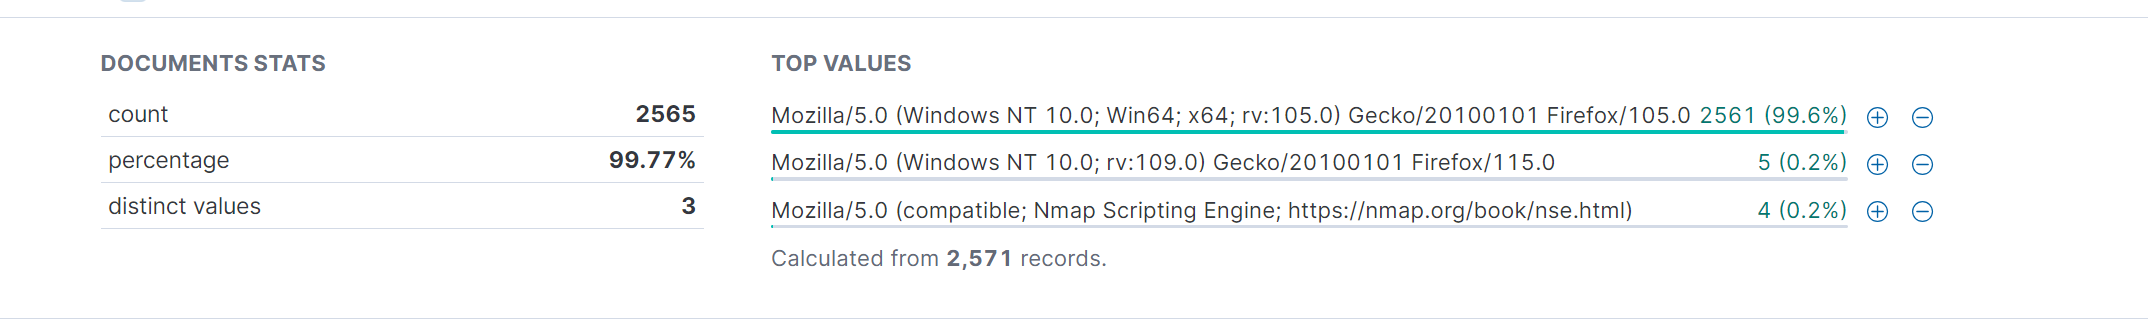 DOCUMENTS STATS
count 2565
percentage 99.77%
distinct values 3
TOP VALUES
Mozilla/5.0 (Windows NT 10.0; Win64; x64; rv:105.0) Gecko/20100101 Firefox/105.0 2561 (99.6%)
Mozilla/5.0 (Windows NT 10.0; rv:109.0) Gecko/20100101 Firefox/115.0 5 (0.2%)
Mozilla/5.0 (compatible; Nmap Scripting Engine; https://nmap.org/book/nse.html) 4 (0.2%)
Calculated from 2,571 records.